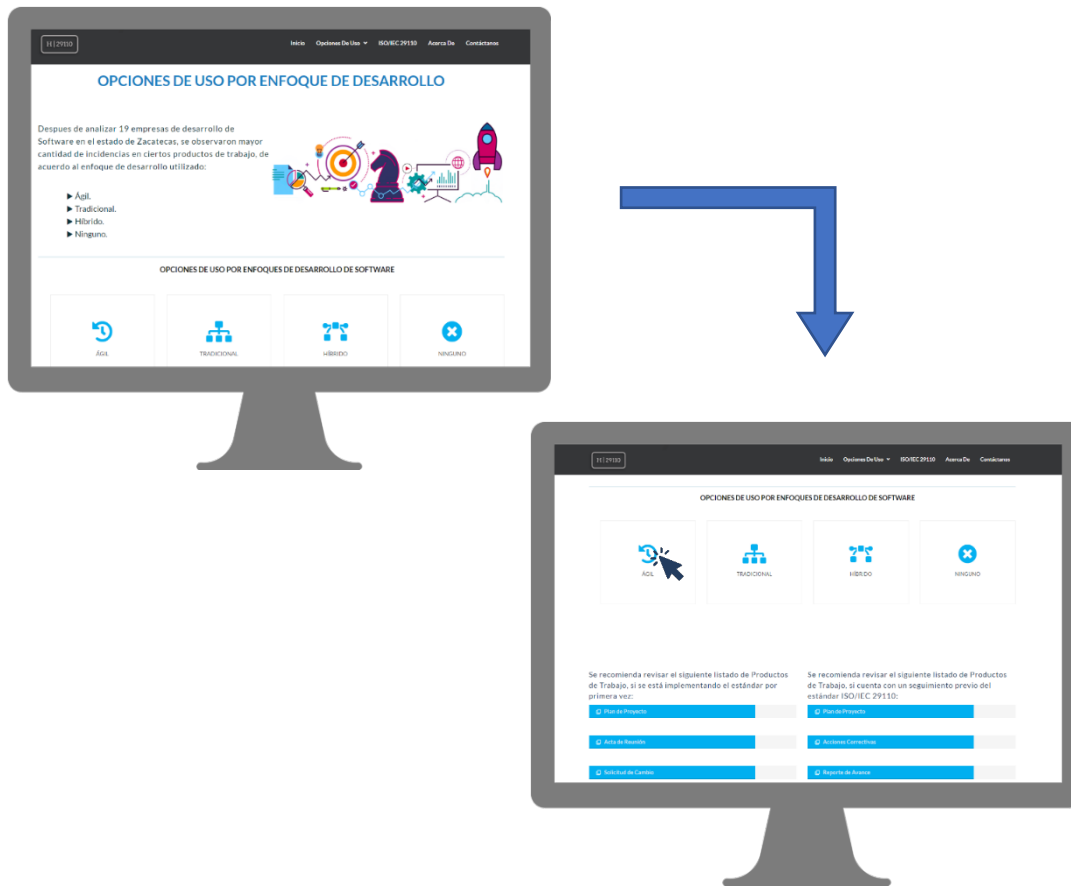 H|29110
Inicio Opciones De Uso ISO/IEC 29110 Acerca De Contáctanos
OPCIONES DE USO POR ENFOQUE DE DESARROLLO
Despues de analizar 19 empresas de desarrollo de
Software en el estado de Zacatecas, se observaron mayor
cantidad de incidencias en ciertos productos de trabajo, de
acuerdo al enfoque de desarrollo utilizado:
Ágil.
Tradicional.
Híbrido.
Ninguno.
OPCIONES DE USO POR ENFOQUES DE DESARROLLO DE SOFTWARE
ÁGIL TRADICIONAL HÍBRIDO NINGUNO
H|29110
Inicio Opciones De Uso ISO/IEC 29110 Acerca De Contáctanos
OPCIONES DE USO POR ENFOQUES DE DESARROLLO DE SOFTWARE
ÁGIL TRADICIONAL HÍBRIDO NINGUNO
Se recomienda revisar el siguiente listado de Productos
de Trabajo, si se está implementando el estándar por
primera vez:
Plan de Proyecto
Acta de Reunión
Solicitud de Cambio
Se recomienda revisar el siguiente listado de Productos
de Trabajo, si cuenta con un seguimiento previo del
estándar ISO/IEC 29110:
Plan de Proyecto
Acciones Correctivas
Reporte de Avance